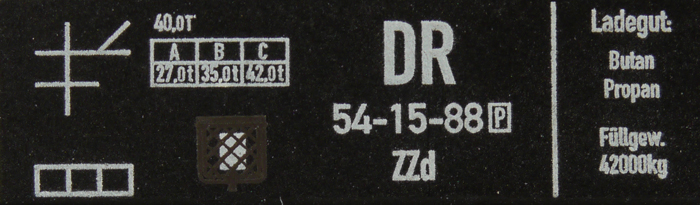 40,0T
A B C
27,0t 35,0t 42,0t
DR
54-15-88 P
ZZd
Ladegut:
Butan
Propan
Füllgew.
42000kg